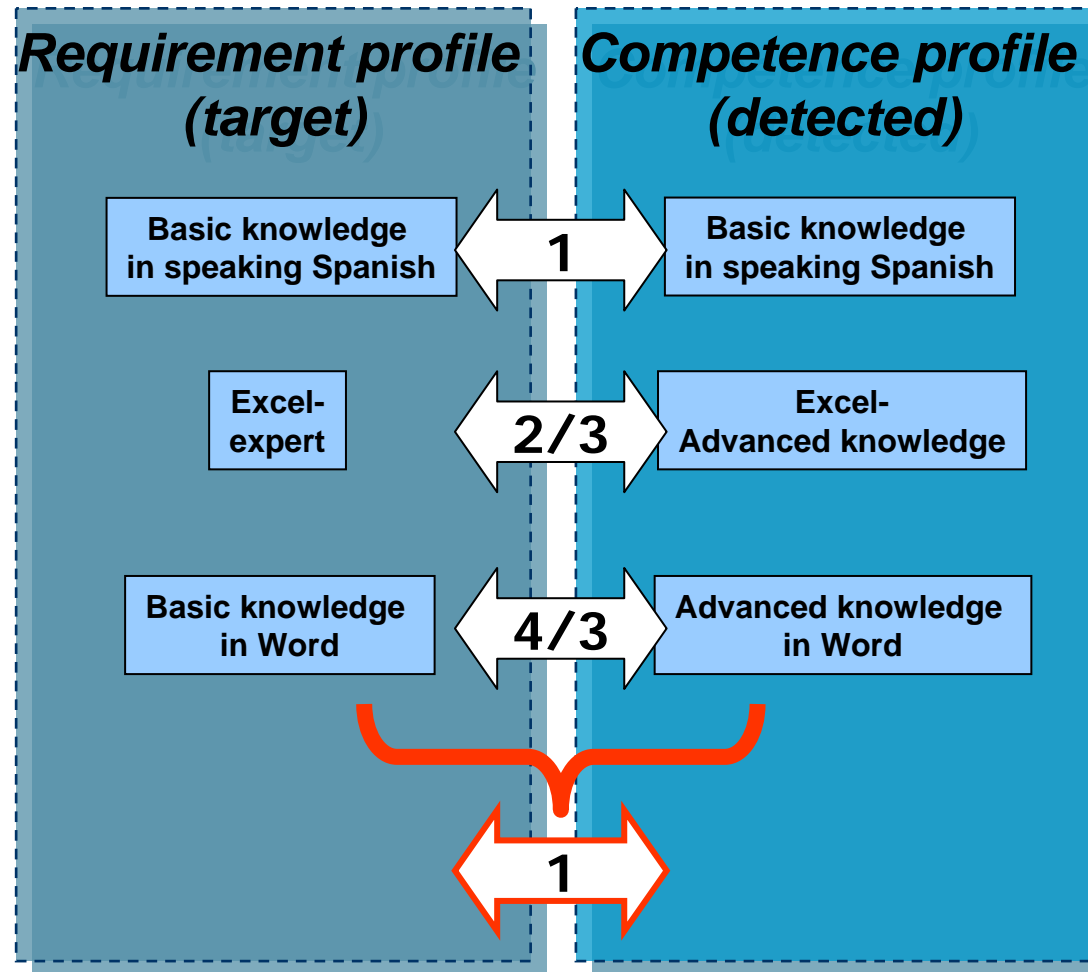 Requirement profile
(target)
Competence profile
(detected)
Basic knowledge
in speaking Spanish
1
Basic knowledge
in speaking Spanish
Excel-
expert
2/3
Excel-
Advanced knowledge
Basic knowledge
in Word
4/3
Advanced knowledge
in Word
1